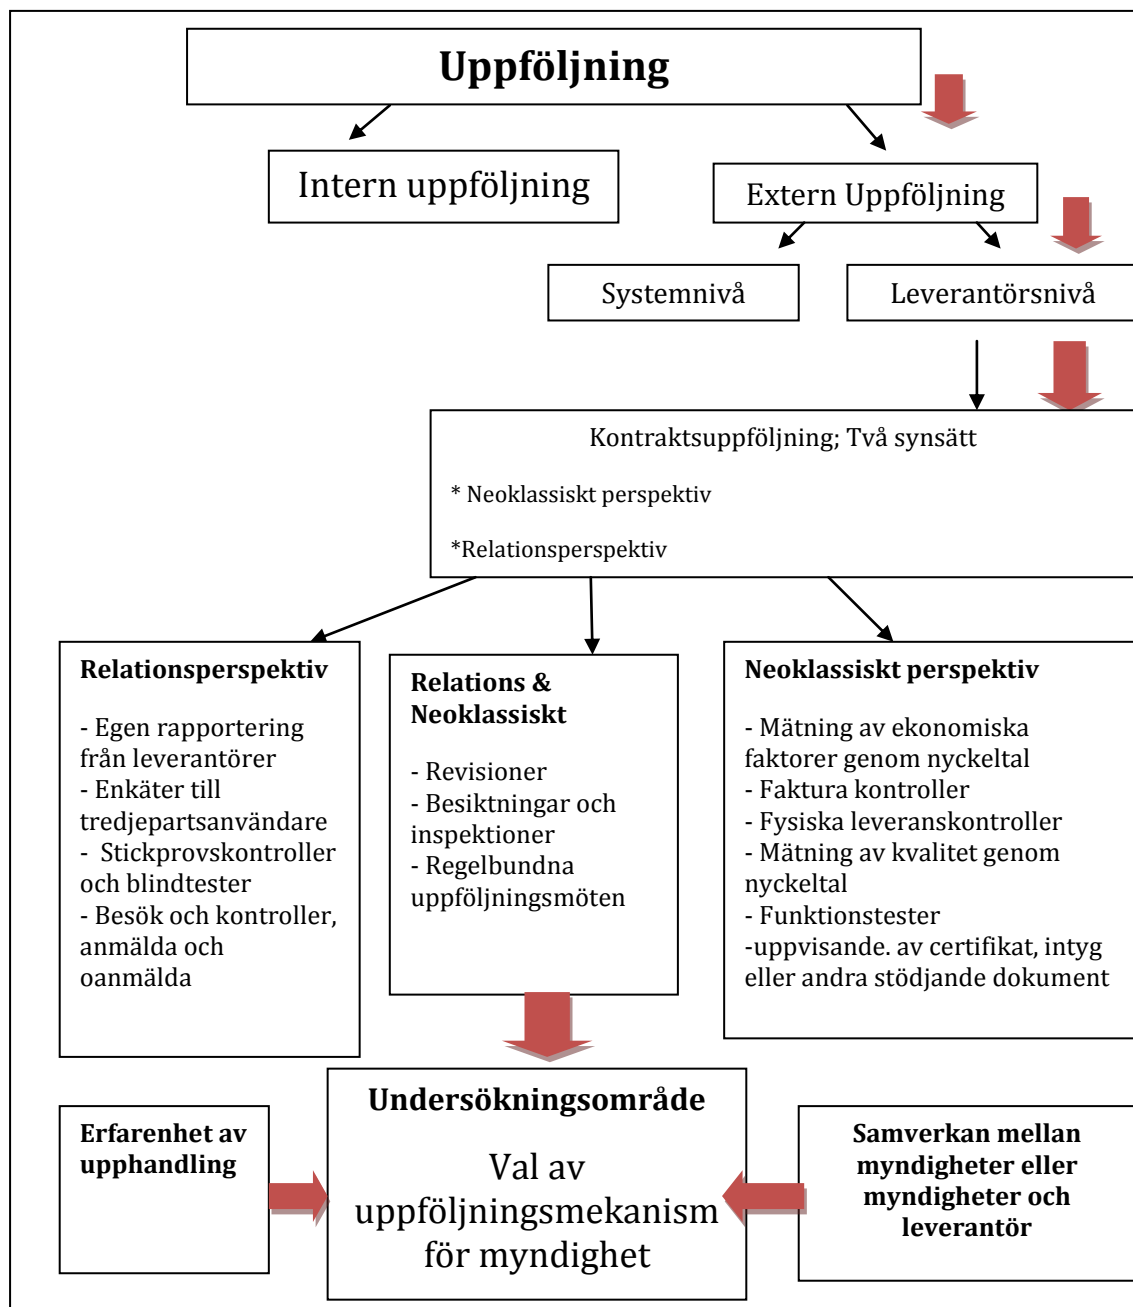 Uppföljning
Intern uppföljning
Extern Uppföljning
Systemnivå
Leverantörsnivå
Kontraktsuppföljning; Två synsätt
* Neoklassiskt perspektiv
*Relationsperspektiv
Relationsperspektiv
- Egen rapportering
från leverantörer
- Enkäter till
tredjepartsanvändare
- Stickprovskontroller
och blindtester
- Besök och kontroller,
anmälda och
oanmälda
Relations &
Neoklassiskt
- Revisioner
- Besiktningar och
inspektioner
- Regelbundna
uppföljningsmöten
Neoklassiskt perspektiv
- Mätning av ekonomiska
faktorer genom nyckeltal
- Faktura kontroller
- Fysiska leveranskontroller
- Mätning av kvalitet genom
nyckeltal
- Funktionstester
-uppvisande. av certifikat, intyg
eller andra stödjande dokument
Erfarenhet av
upphandling
Undersökningsområde
Val av
uppföljningsmekanism
för myndighet
Samverkan mellan
myndigheter eller
myndigheter och
leverantör